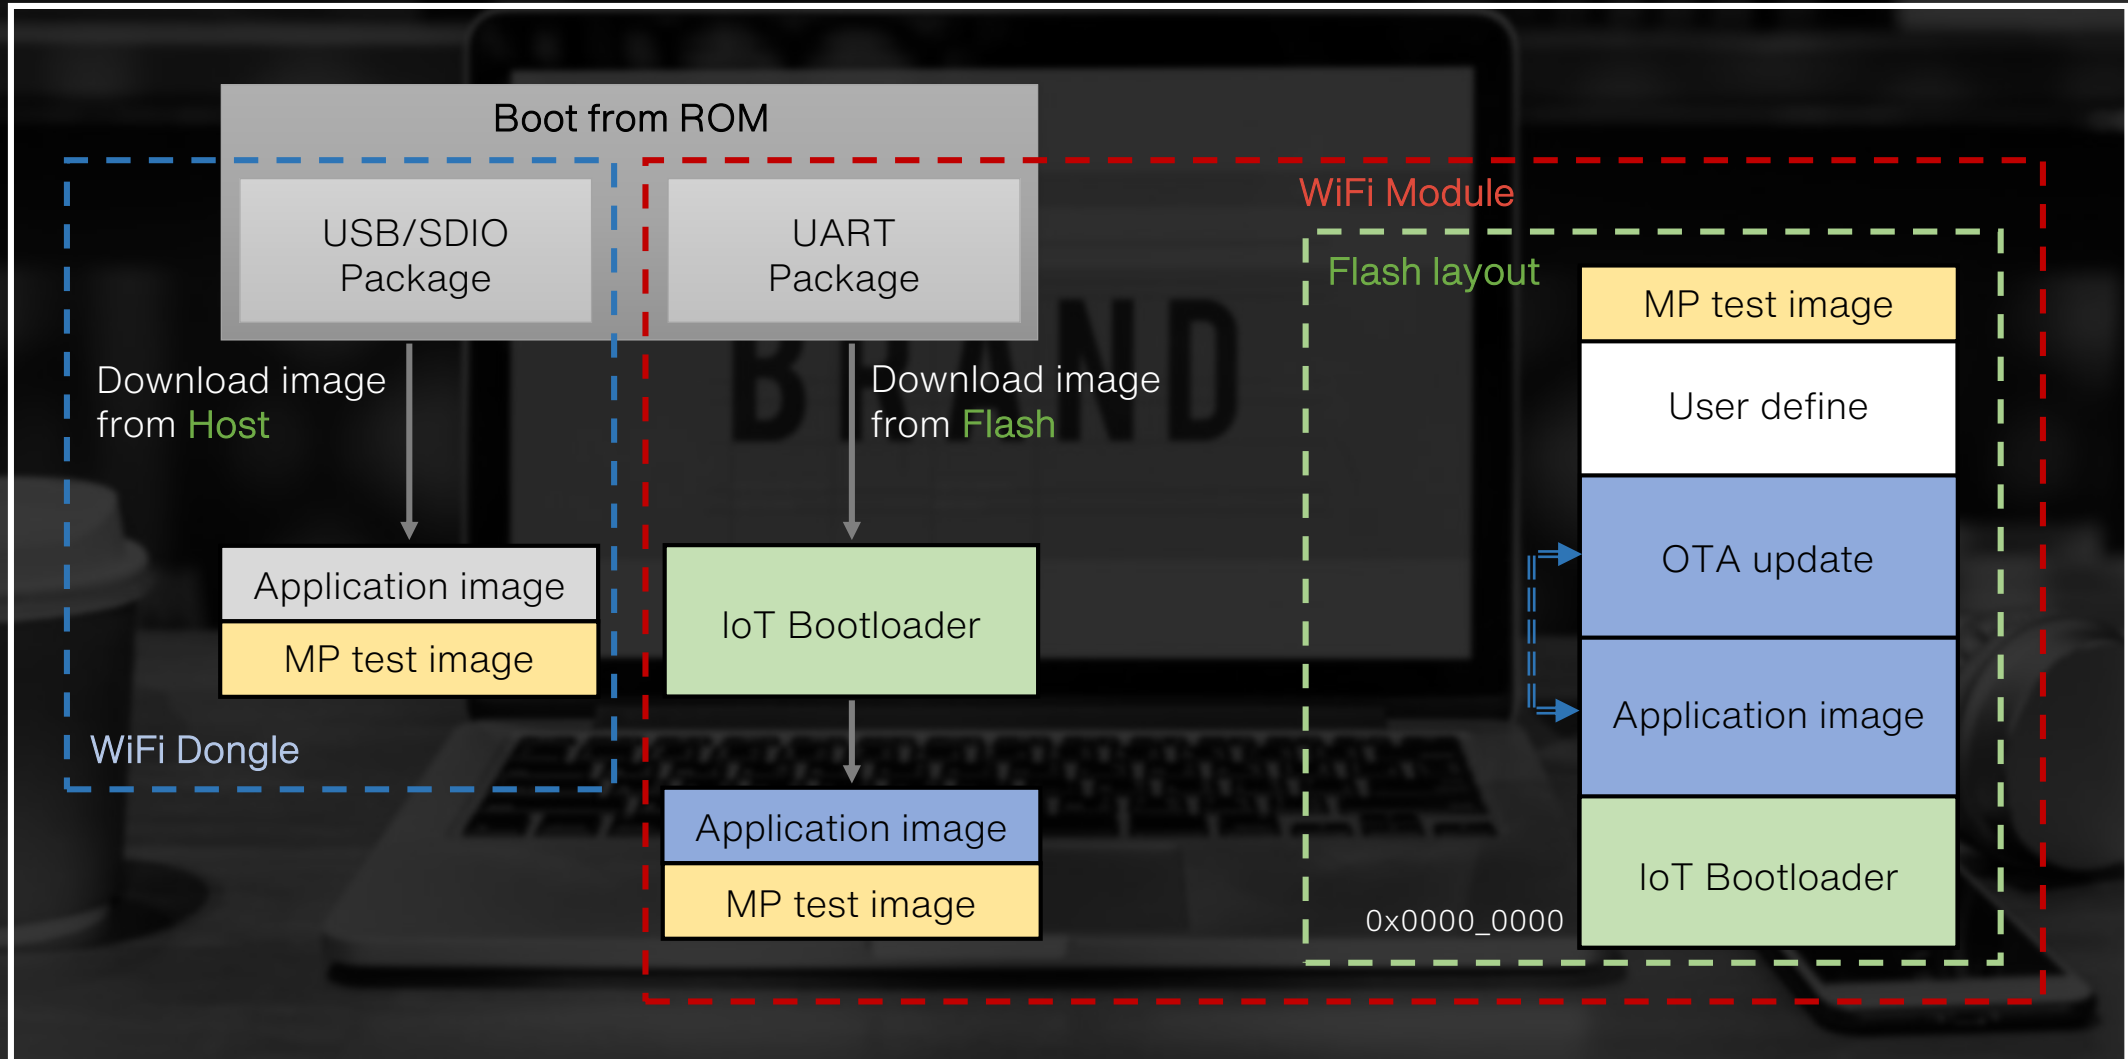 Boot from ROM
USB/SDIO
Package
UART
Package
Download image
from Host
Download image
from Flash
Application image
MP test image
WiFi Dongle
IoT Bootloader
Application image
MP test image
WiFi Module
Flash layout
MP test image
User define
OTA update
Application image
IoT Bootloader
0x0000_0000
BRAND